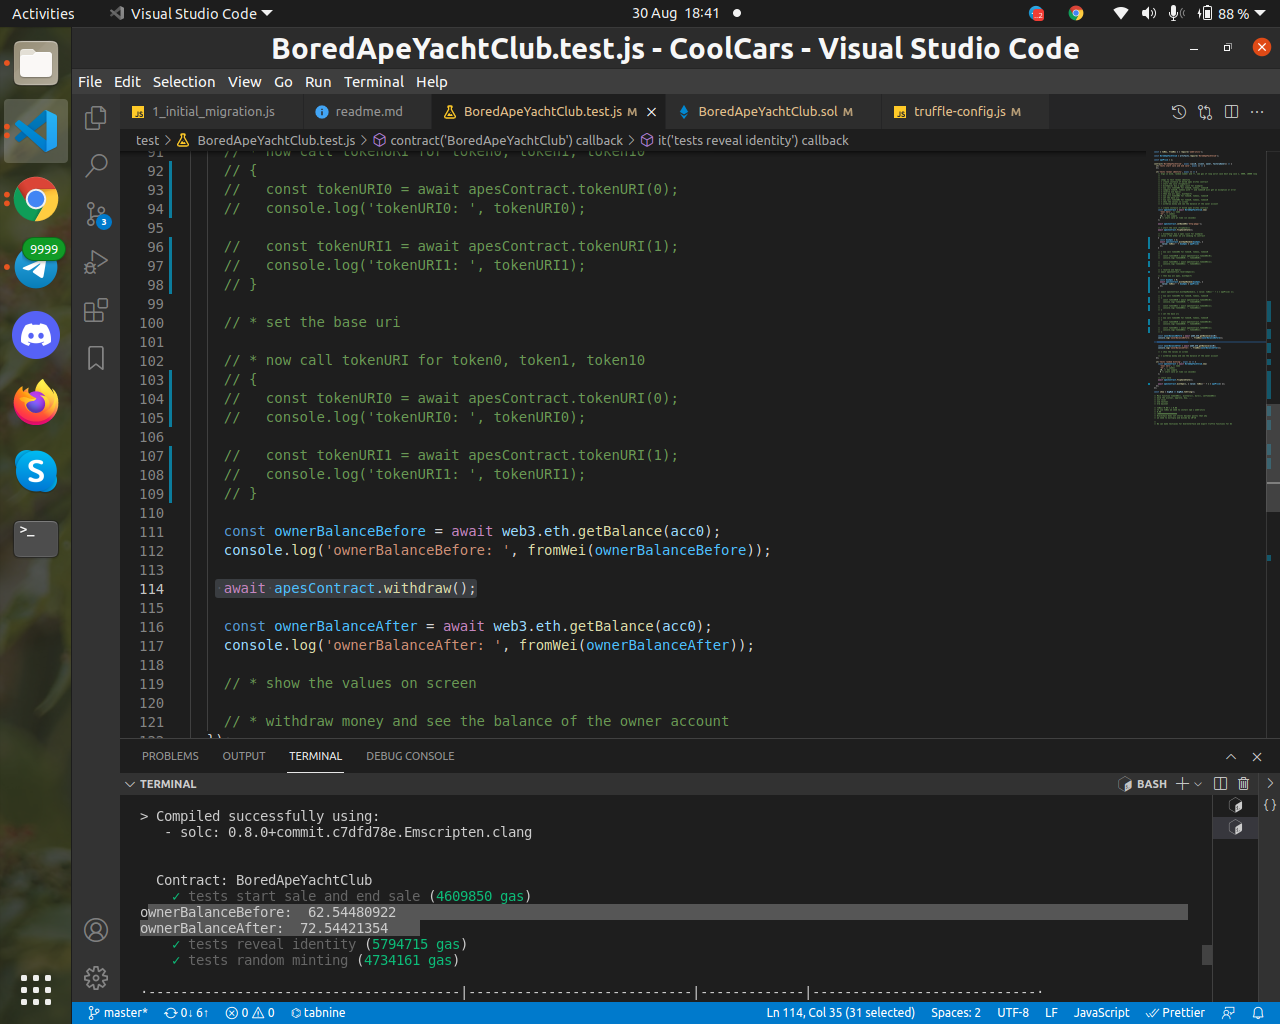 Activities Visual Studio Code 30 Aug 18:41 88 %
BoredApeYachtClub.test.js - CoolCars - Visual Studio Code
File Edit Selection View Go Run Terminal Help
1_initial_migration.js readme.md BoredApeYachtClub.test.js M BoredApeYachtClub.sol M truffle-config.js M
test > BoredApeYachtClub.test.js > contract('BoredApeYachtClub') callback > it('tests reveal identity') callback
91 // * now call tokenURI for token0, token1, token10
92 // {
93 //   const tokenURI0 = await apesContract.tokenURI(0);
94 //   console.log('tokenURI0: ', tokenURI0);
95
96 //   const tokenURI1 = await apesContract.tokenURI(1);
97 //   console.log('tokenURI1: ', tokenURI1);
98 // }
99
100 // * set the base uri
101
102 // * now call tokenURI for token0, token1, token10
103 // {
104 //   const tokenURI0 = await apesContract.tokenURI(0);
105 //   console.log('tokenURI0: ', tokenURI0);
106
107 //   const tokenURI1 = await apesContract.tokenURI(1);
108 //   console.log('tokenURI1: ', tokenURI1);
109 // }
110
111 const ownerBalanceBefore = await web3.eth.getBalance(acc0);
112 console.log('ownerBalanceBefore: ', fromWei(ownerBalanceBefore));
113
114 await apesContract.withdraw();
115
116 const ownerBalanceAfter = await web3.eth.getBalance(acc0);
117 console.log('ownerBalanceAfter: ', fromWei(ownerBalanceAfter));
118
119 // * show the values on screen
120
121 // * withdraw money and see the balance of the owner account
122 })
3
9999
PROBLEMS OUTPUT TERMINAL DEBUG CONSOLE
TERMINAL BASH
> Compiled successfully using:
- solc: 0.8.0+commit.c7dfd78e.Emscripten.clang
Contract: BoredApeYachtClub
✓ tests start sale and end sale (4609850 gas)
ownerBalanceBefore:  62.54480922
ownerBalanceAfter:  72.54421354
✓ tests reveal identity (5794715 gas)
✓ tests random minting (4734161 gas)
master* 0↓ 6↑ 0 0 tabnine Ln 114, Col 35 (31 selected) Spaces: 2 UTF-8 LF JavaScript Prettier